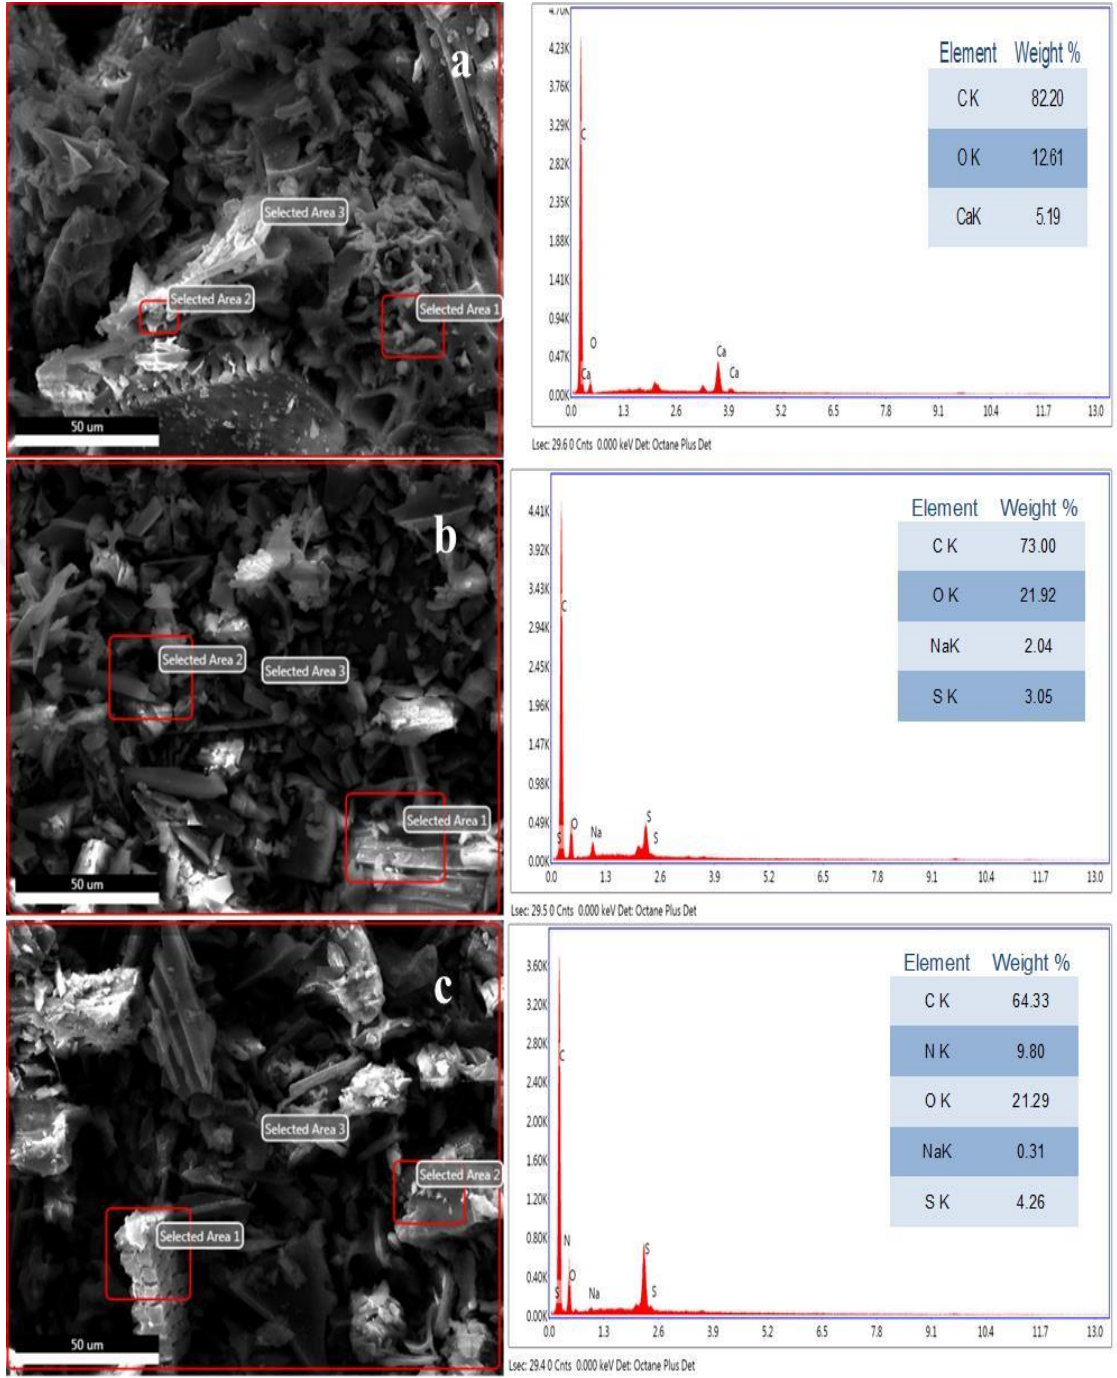 a
Selected Area 3
Selected Area 2
Selected Area 1
50 um
4.70K
4.23K
3.76K
3.29K
2.82K
2.35K
1.88K
1.41K
0.94K
0.47K
0.00K
C
O
Ca
Ca
Ca
0.0 1.3 2.6 3.9 5.2 6.5 7.8 9.1 10.4 11.7 13.0
Element Weight %
C K 82.20
O K 12.61
CaK 5.19
Lsec: 29.6 0 Cnts 0.000 keV Det: Octane Plus Det
b
Selected Area 2
Selected Area 3
Selected Area 1
50 um
4.41K
3.92K
3.43K
2.94K
2.45K
1.96K
1.47K
0.98K
0.49K
0.00K
C
S
O
Na
S
S
0.0 1.3 2.6 3.9 5.2 6.5 7.8 9.1 10.4 11.7 13.0
Element Weight %
C K 73.00
O K 21.92
NaK 2.04
S K 3.05
Lsec: 29.5 0 Cnts 0.000 keV Det: Octane Plus Det
c
Selected Area 3
Selected Area 2
Selected Area 1
50 um
3.60K
3.20K
2.80K
2.40K
2.00K
1.60K
1.20K
0.80K
0.40K
0.00K
C
N
O
S
Na
S
S
0.0 1.3 2.6 3.9 5.2 6.5 7.8 9.1 10.4 11.7 13.0
Element Weight %
C K 64.33
N K 9.80
O K 21.29
NaK 0.31
S K 4.26
Lsec: 29.4 0 Cnts 0.000 keV Det: Octane Plus Det